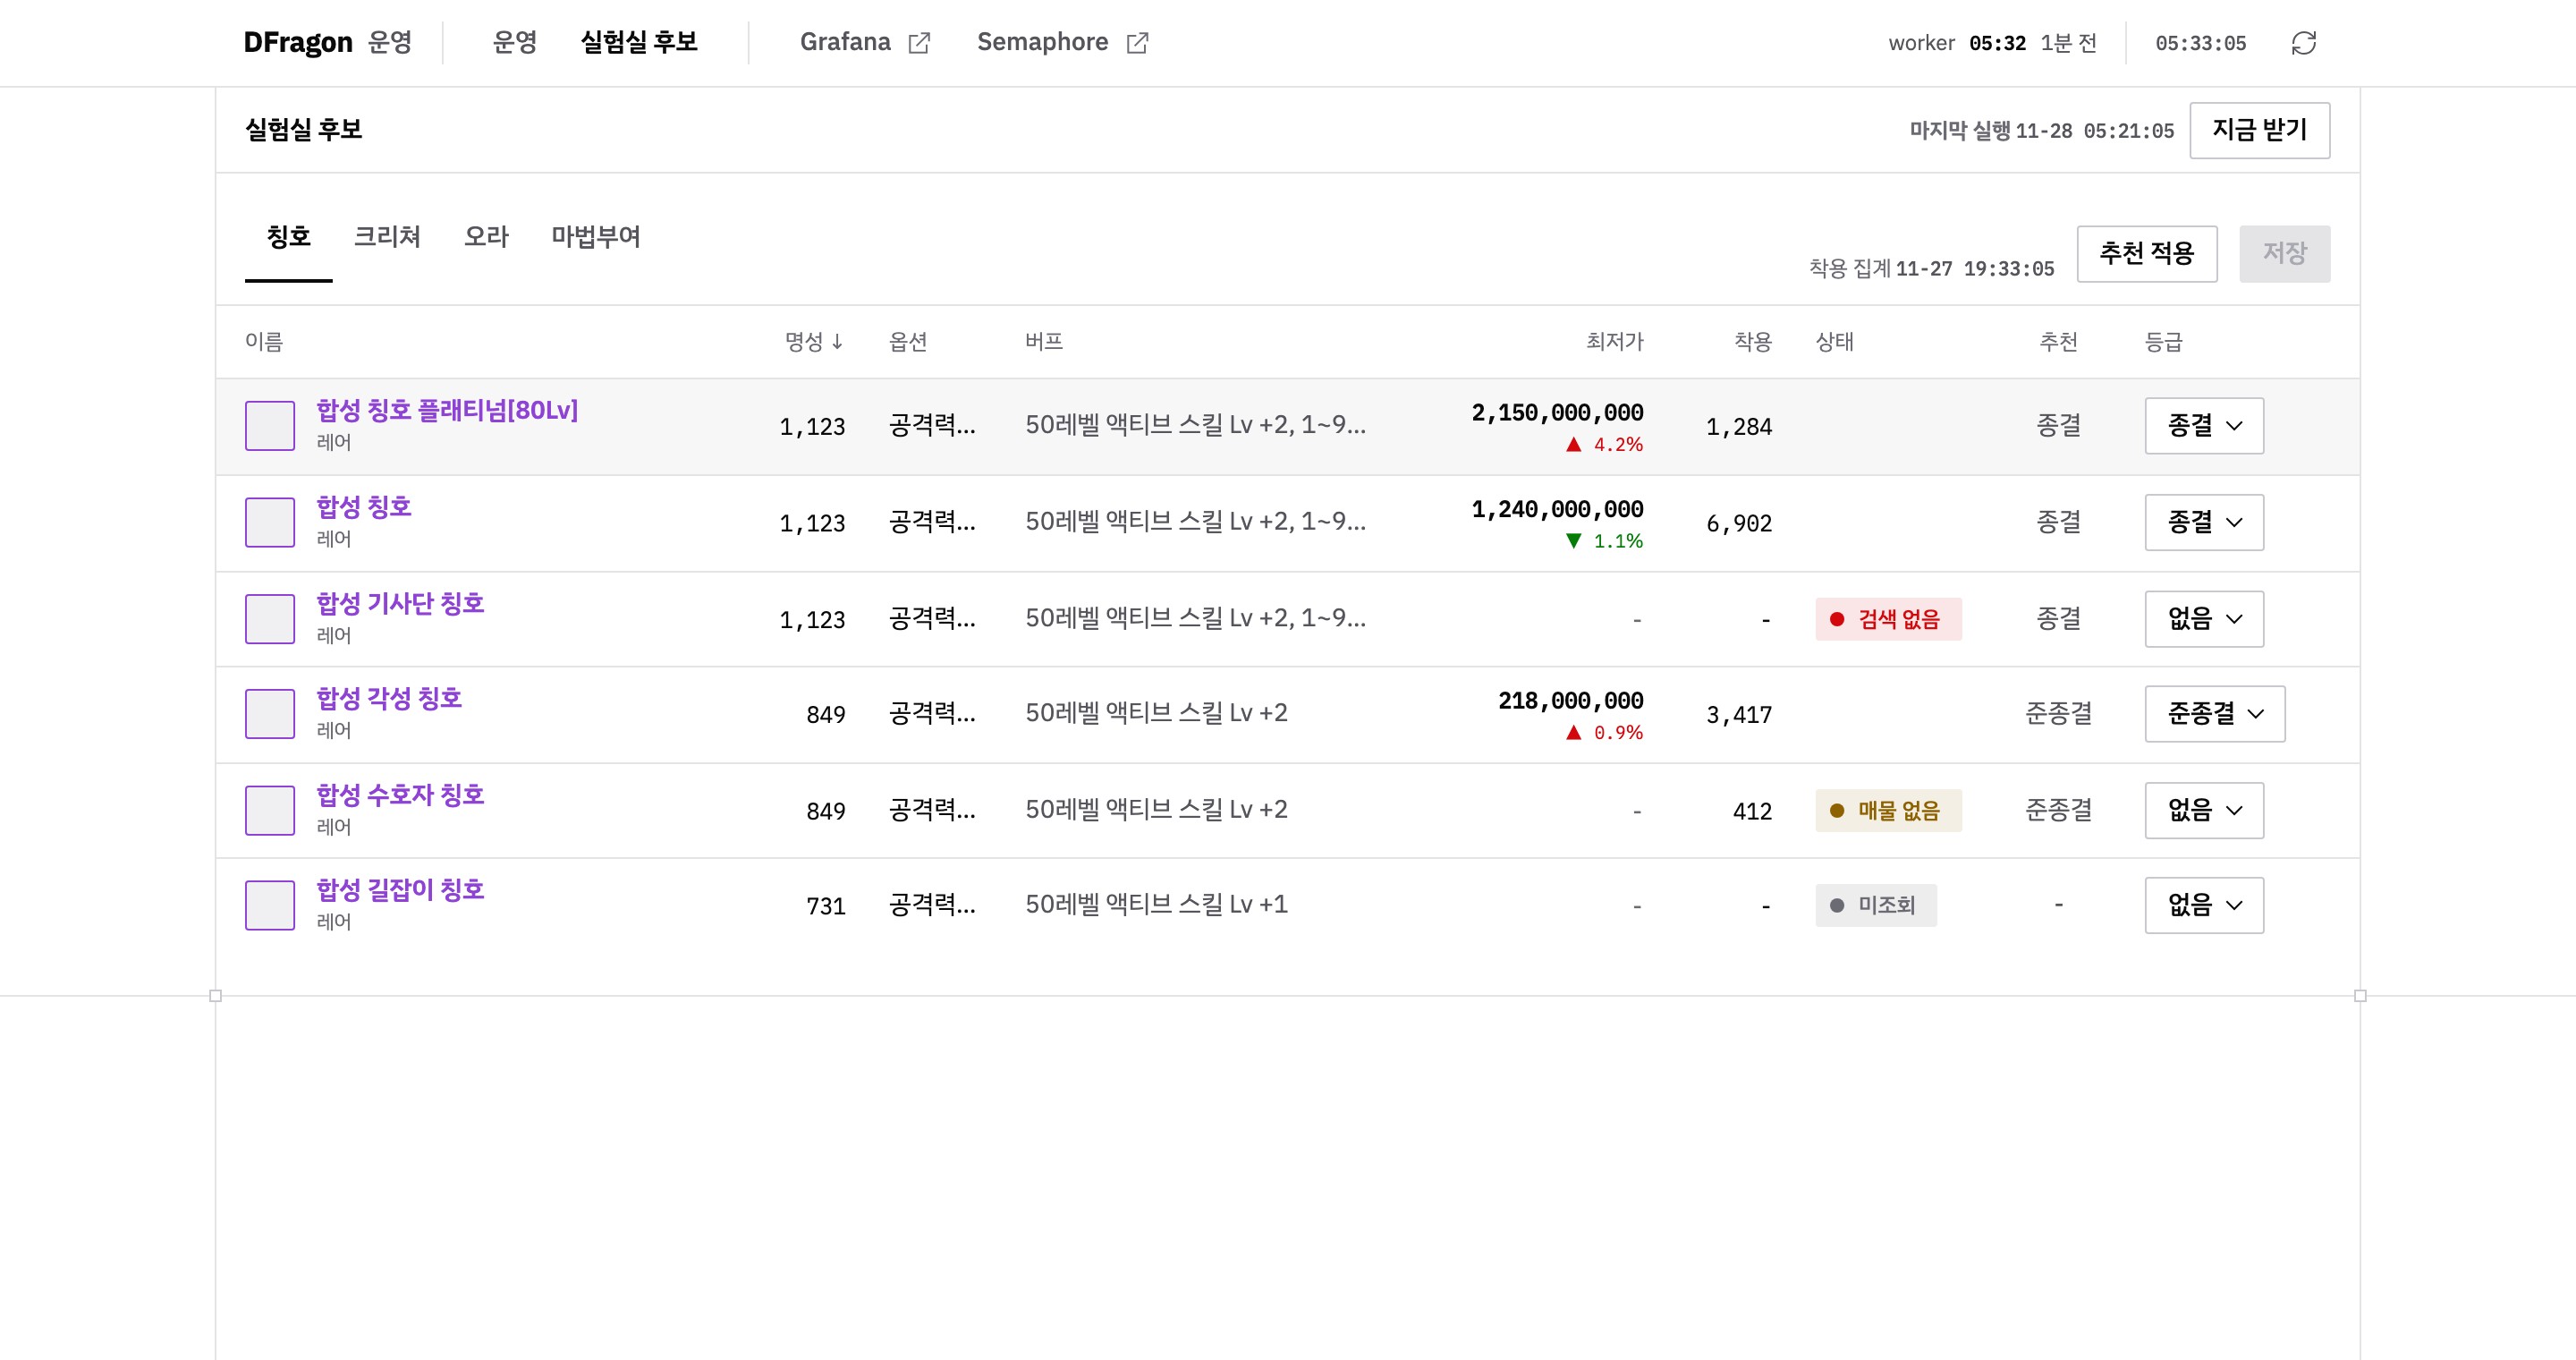 DFragon 운영 운영 실험실 후보 Grafana Semaphore worker 05:32 1분 전 05:33:05
실험실 후보 마지막 실행 11-28 05:21:05 지금 받기
칭호 크리쳐 오라 마법부여 착용 집계 11-27 19:33:05 추천 적용 저장
이름 명성 ↓ 옵션 버프 최저가 착용 상태 추천 등급
합성 칭호 플래티넘[80Lv] 1,123 공격력... 50레벨 액티브 스킬 Lv +2, 1~9... 2,150,000,000 1,284 종결 종결
레어 ▲ 4.2%
합성 칭호 1,123 공격력... 50레벨 액티브 스킬 Lv +2, 1~9... 1,240,000,000 6,902 종결 종결
레어 ▼ 1.1%
합성 기사단 칭호 1,123 공격력... 50레벨 액티브 스킬 Lv +2, 1~9... - - 검색 없음 종결 없음
레어
합성 각성 칭호 849 공격력... 50레벨 액티브 스킬 Lv +2 218,000,000 3,417 준종결 준종결
레어 ▲ 0.9%
합성 수호자 칭호 849 공격력... 50레벨 액티브 스킬 Lv +2 - 412 매물 없음 준종결 없음
레어
합성 길잡이 칭호 731 공격력... 50레벨 액티브 스킬 Lv +1 - - 미조회 - 없음
레어